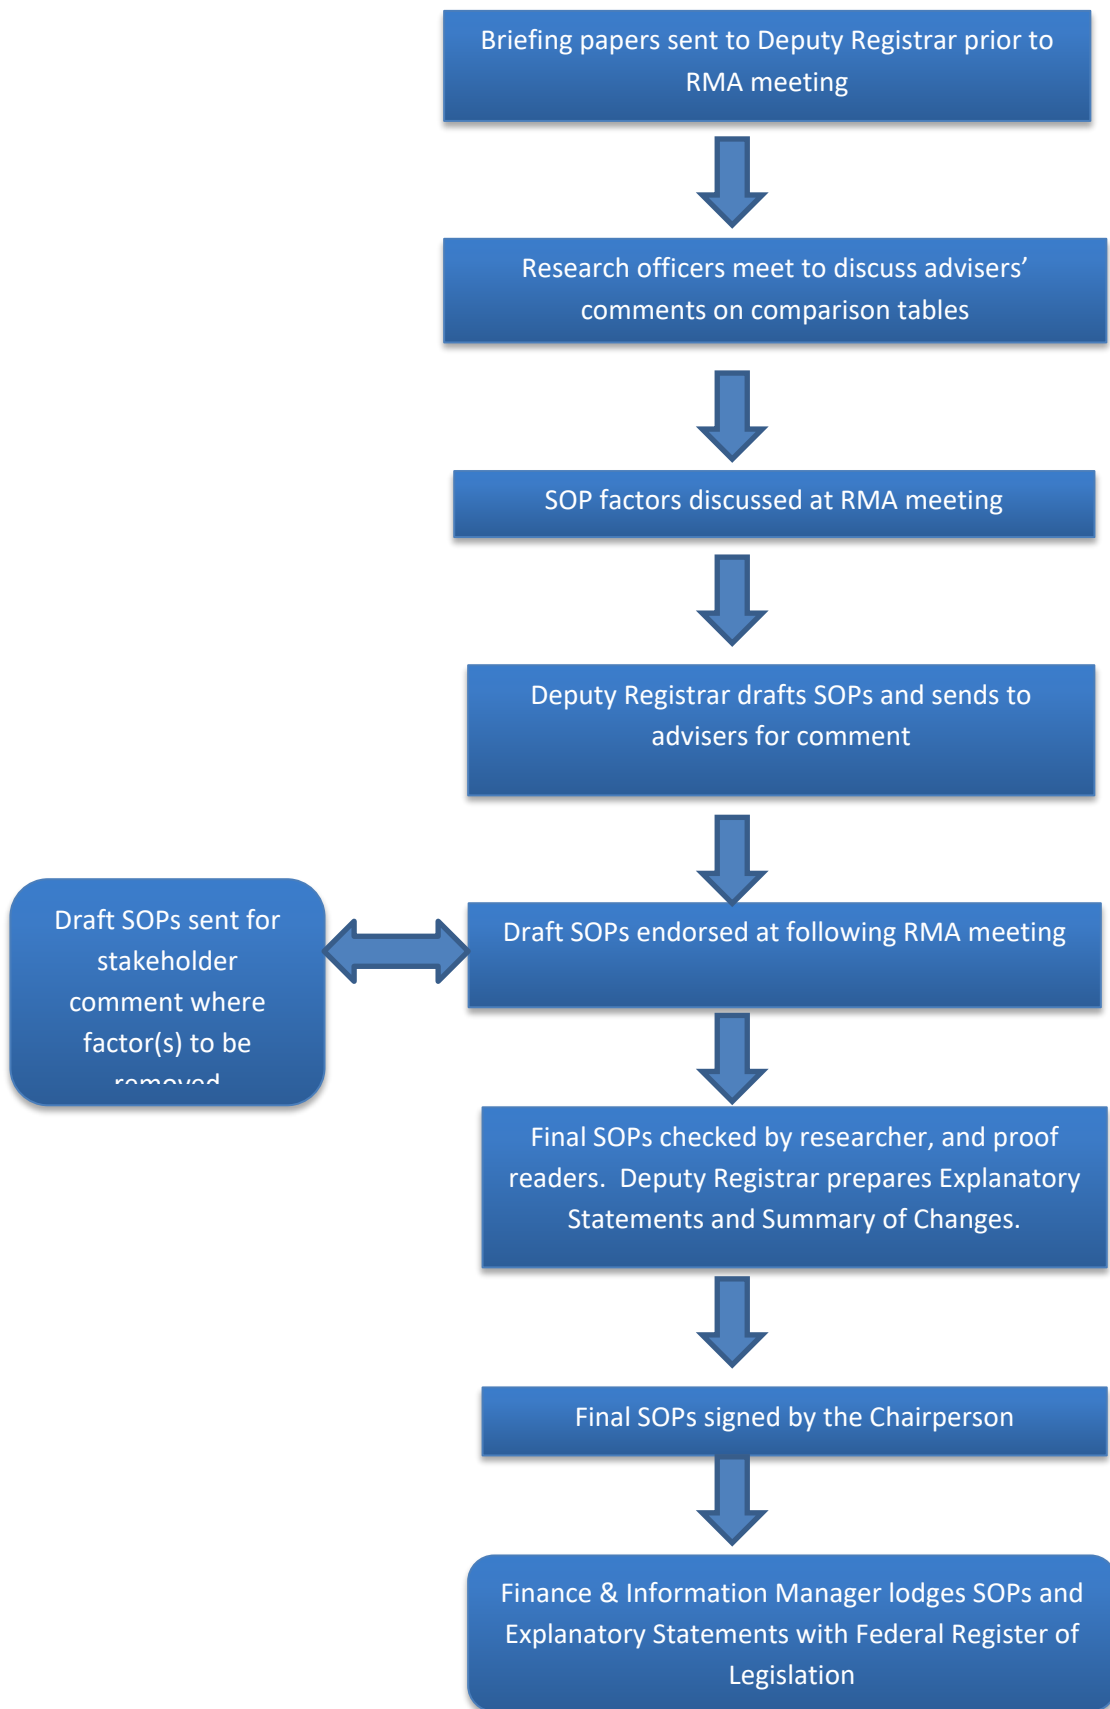 Briefing papers sent to Deputy Registrar prior to
RMA meeting
Research officers meet to discuss advisers’
comments on comparison tables
SOP factors discussed at RMA meeting
Deputy Registrar drafts SOPs and sends to
advisers for comment
Draft SOPs sent for
stakeholder
comment where
factor(s) to be
removed
Draft SOPs endorsed at following RMA meeting
Final SOPs checked by researcher, and proof
readers.  Deputy Registrar prepares Explanatory
Statements and Summary of Changes.
Final SOPs signed by the Chairperson
Finance & Information Manager lodges SOPs and
Explanatory Statements with Federal Register of
Legislation